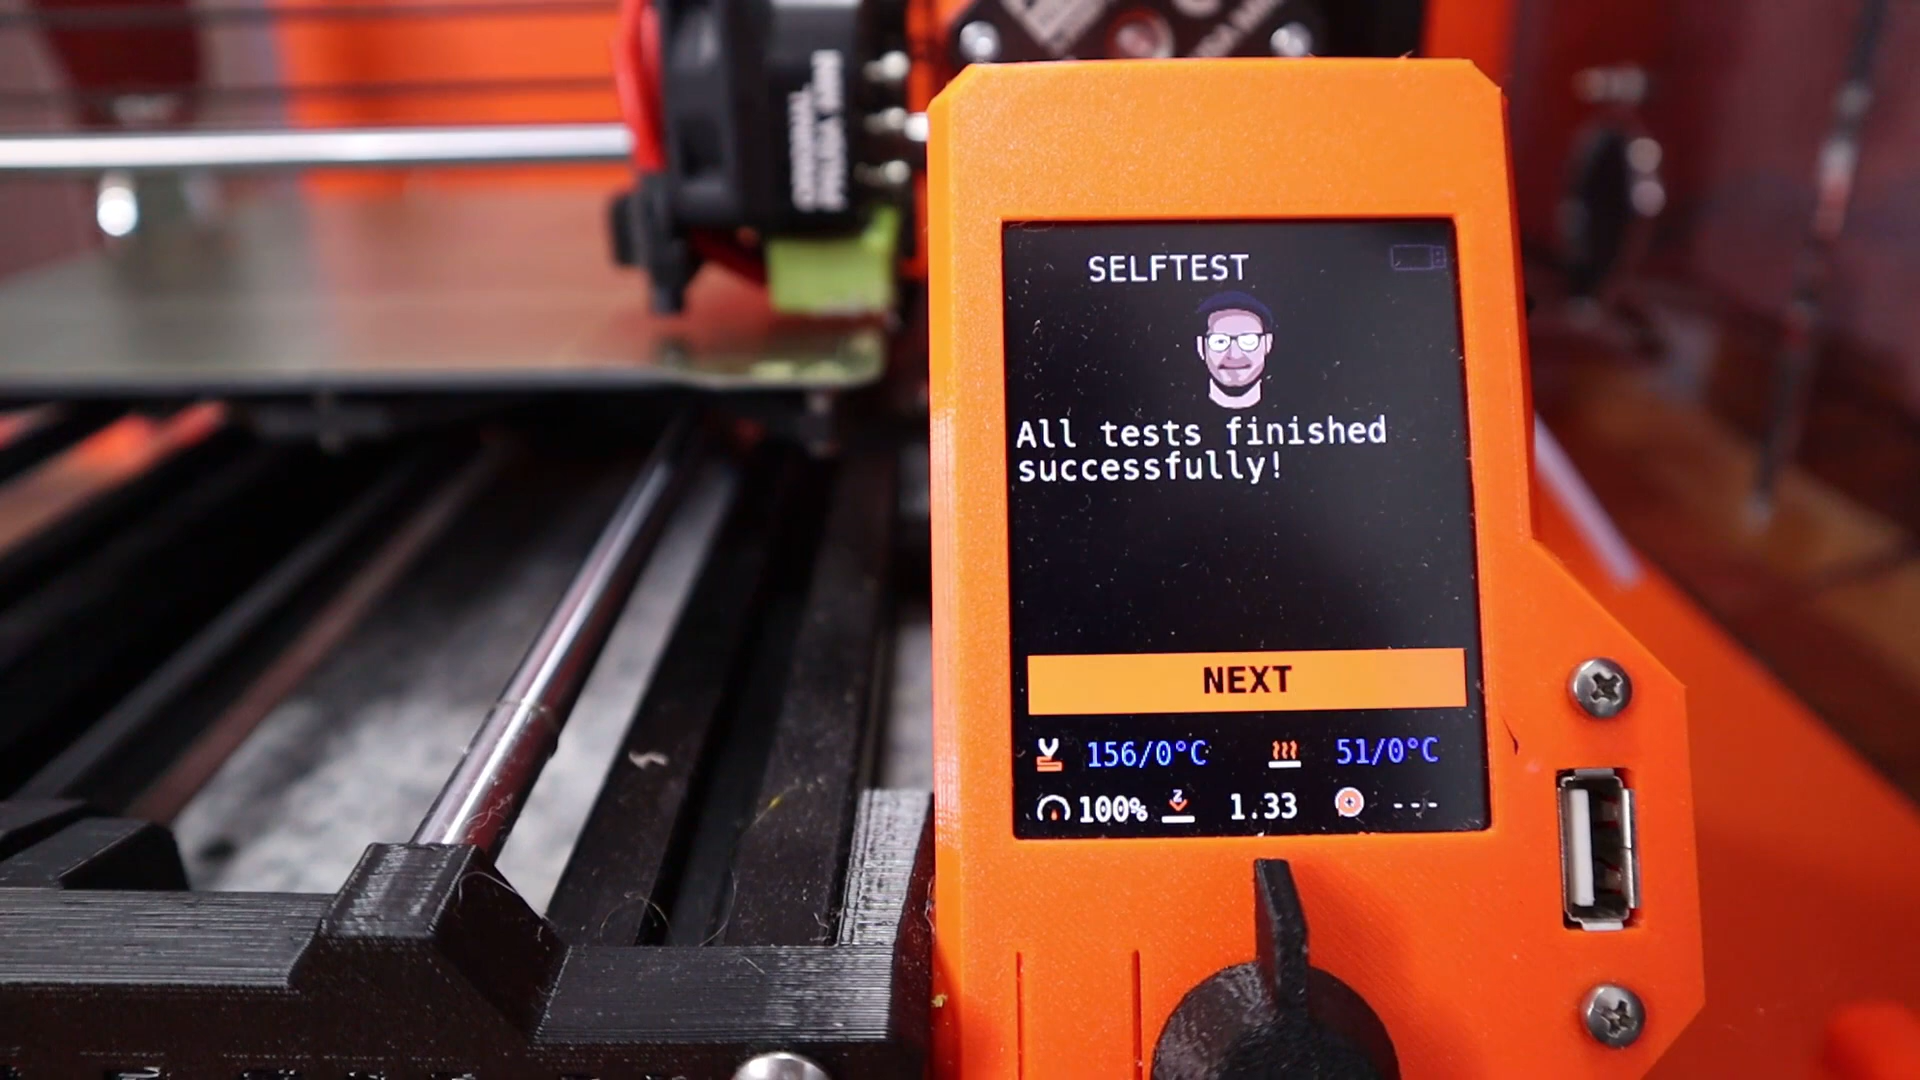 SELFTEST
All tests finished
successfully!
NEXT
156/0°C
51/0°C
100%
1.33
---